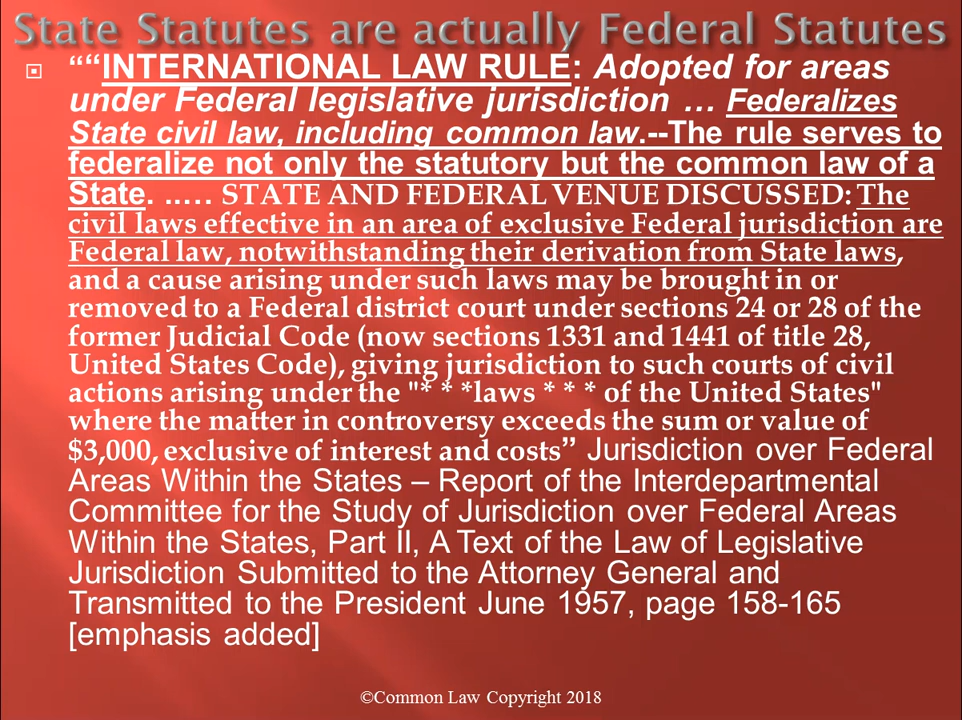 State Statutes are actually Federal Statutes
““INTERNATIONAL LAW RULE: Adopted for areas
under Federal legislative jurisdiction … Federalizes
State civil law, including common law.--The rule serves to
federalize not only the statutory but the common law of a
State. ..… STATE AND FEDERAL VENUE DISCUSSED: The
civil laws effective in an area of exclusive Federal jurisdiction are
Federal law, notwithstanding their derivation from State laws,
and a cause arising under such laws may be brought in or
removed to a Federal district court under sections 24 or 28 of the
former Judicial Code (now sections 1331 and 1441 of title 28,
United States Code), giving jurisdiction to such courts of civil
actions arising under the "* * *laws * * * of the United States"
where the matter in controversy exceeds the sum or value of
$3,000, exclusive of interest and costs” Jurisdiction over Federal
Areas Within the States – Report of the Interdepartmental
Committee for the Study of Jurisdiction over Federal Areas
Within the States, Part II, A Text of the Law of Legislative
Jurisdiction Submitted to the Attorney General and
Transmitted to the President June 1957, page 158-165
[emphasis added]
©Common Law Copyright 2018